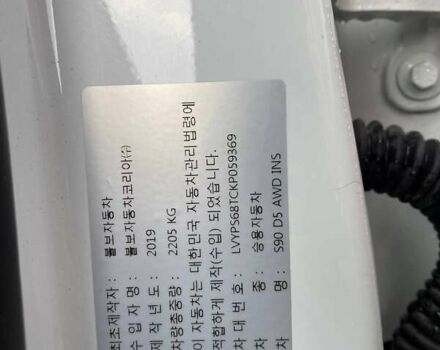 최초제작자 : 볼보자동차
수 입 자 명 : 볼보자동차코리아(주)
제 작 년 도 : 2019
차량총중량 : 2205 KG
이 자동차는 대한민국 자동차관리법령에
적합하게 제작(수입) 되었습니다.
차 대 번 호 : LVYPS68TCKP059369
차 종 : 승용자동차
차 명 : S90 D5 AWD INS